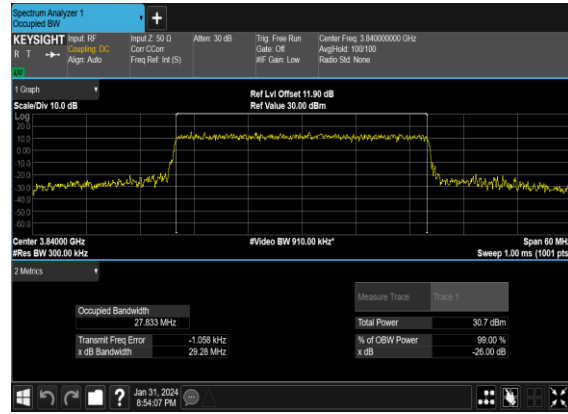 Spectrum Analyzer 1
Occupied BW
+
KEYSIGHT Input: RF Input Z: 50 Ω Atten: 30 dB Trig: Free Run Center Freq: 3.840000000 GHz
R T Coupling: DC Corr CCorr Gate: Off Avg|Hold: 100/100
Align: Auto Freq Ref: Int (S) #IF Gain: Low Radio Std: None
1 Graph
Ref Lvl Offset 11.90 dB
Scale/Div 10.0 dB Ref Value 30.00 dBm
Log
20.0
10.0
0.00
-10.0
-20.0
-30.0
-40.0
-50.0
-60.0
Center 3.84000 GHz #Video BW 910.00 kHz* Span 60 MHz
#Res BW 300.00 kHz Sweep 1.00 ms (1001 pts)
2 Metrics
Measure Trace Trace 1
Occupied Bandwidth
27.833 MHz Total Power 30.7 dBm
Transmit Freq Error -1.058 kHz % of OBW Power 99.00 %
x dB Bandwidth 29.28 MHz x dB -26.00 dB
? Jan 31, 2024
8:54:07 PM